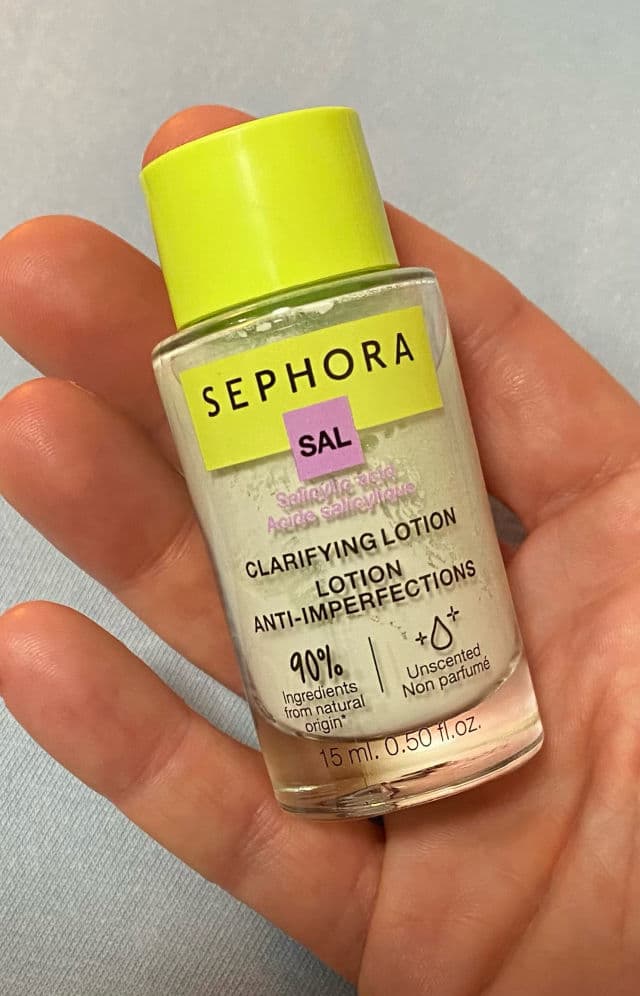 SEPHORA
SAL
Salicylic acid
Acide salicylique
CLARIFYING LOTION
LOTION
ANTI-IMPERFECTIONS
90%
Ingredients
from natural
origin*
Unscented
Non parfumé
15 ml. 0.50 fl.oz.